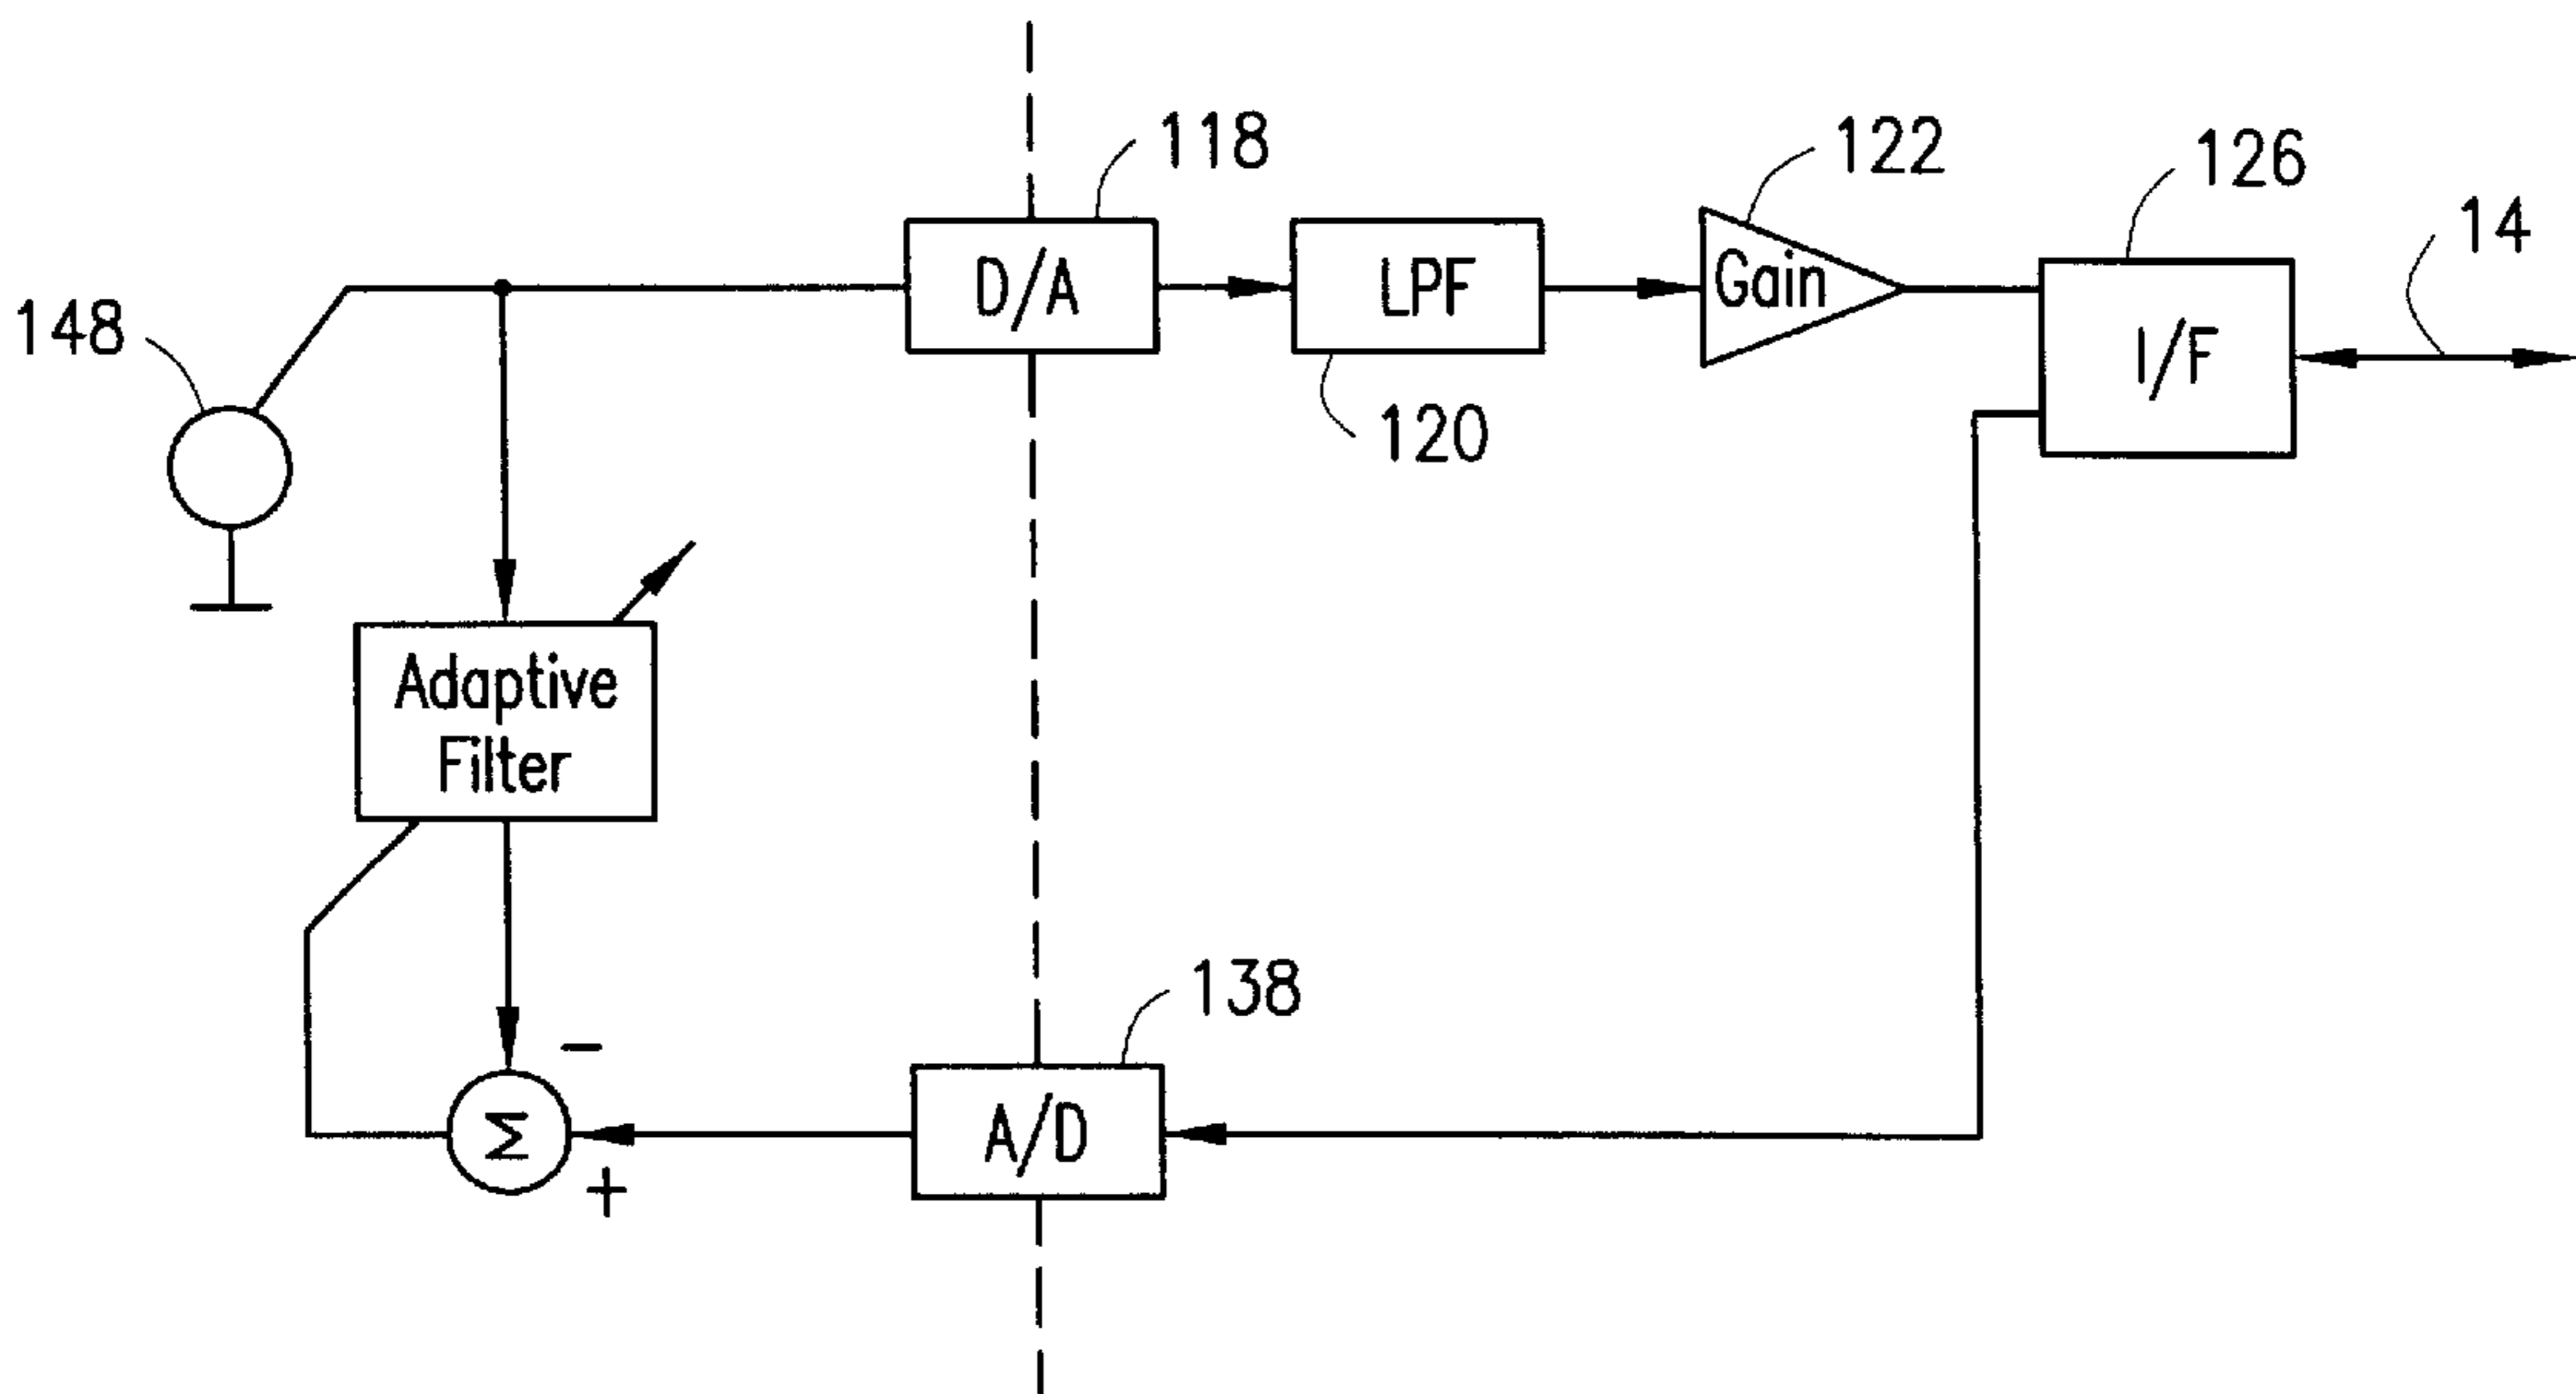 118
122
126
14
148
D/A
LPF
Gain
I/F
120
Adaptive
Filter
138
−
Σ
+
A/D